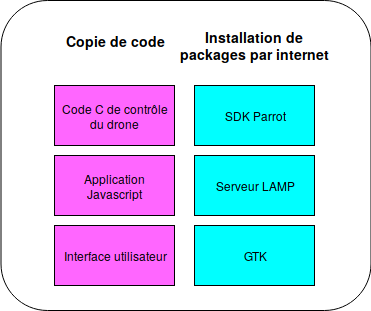 Copie de code
Installation de
packages par internet
Code C de contrôle
du drone
SDK Parrot
Application
Javascript
Serveur LAMP
Interface utilisateur
GTK